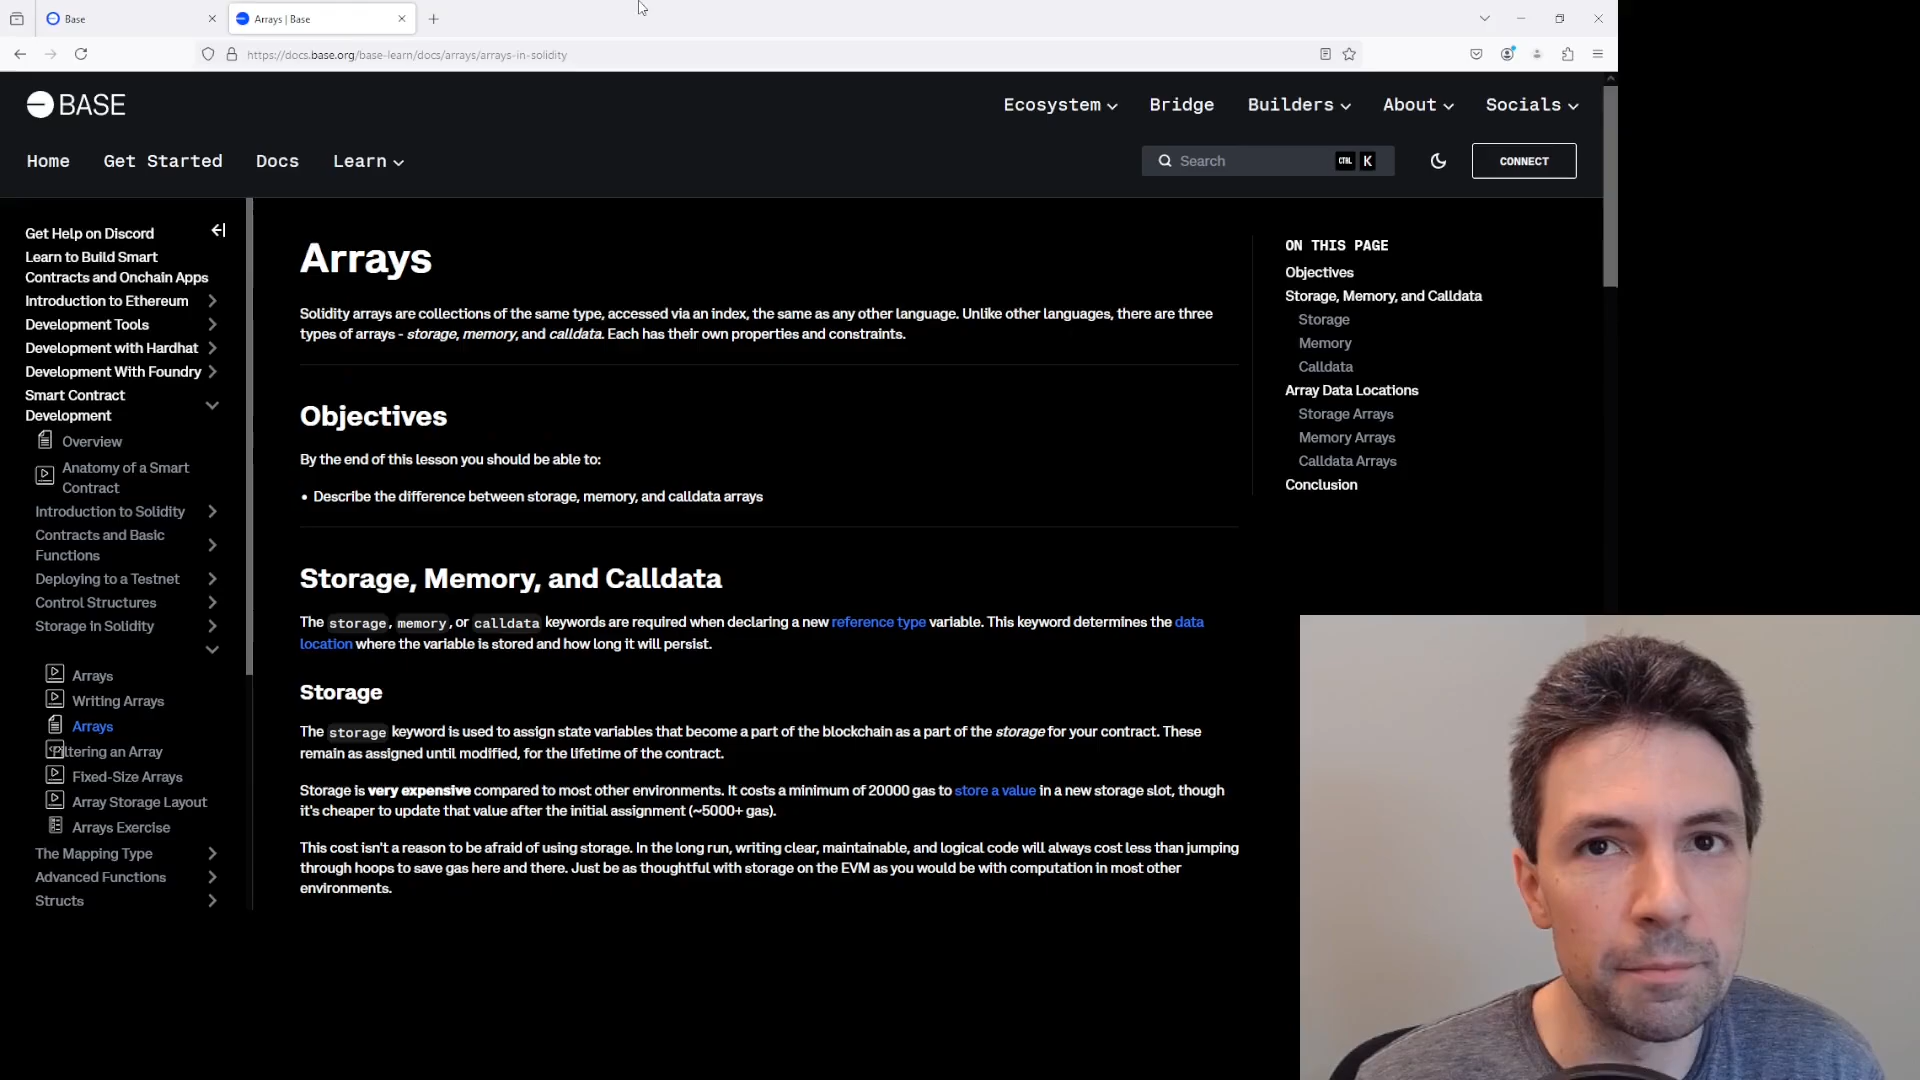 Base
Arrays | Base
https://docs.base.org/base-learn/docs/arrays/arrays-in-solidity
BASE
Ecosystem
Bridge
Builders
About
Socials
Home
Get Started
Docs
Learn
Search
CTRL
K
CONNECT
Get Help on Discord
Learn to Build Smart
Contracts and Onchain Apps
Introduction to Ethereum
Development Tools
Development with Hardhat
Development With Foundry
Smart Contract
Development
Overview
Anatomy of a Smart
Contract
Introduction to Solidity
Contracts and Basic
Functions
Deploying to a Testnet
Control Structures
Storage in Solidity
Arrays
Writing Arrays
Arrays
ltering an Array
Fixed-Size Arrays
Array Storage Layout
Arrays Exercise
The Mapping Type
Advanced Functions
Structs
Arrays
Solidity arrays are collections of the same type, accessed via an index, the same as any other language. Unlike other languages, there are three
types of arrays - storage, memory, and calldata. Each has their own properties and constraints.
Objectives
By the end of this lesson you should be able to:
• Describe the difference between storage, memory, and calldata arrays
Storage, Memory, and Calldata
The storage, memory, or calldata keywords are required when declaring a new reference type variable. This keyword determines the data
location where the variable is stored and how long it will persist.
Storage
The storage keyword is used to assign state variables that become a part of the blockchain as a part of the storage for your contract. These
remain as assigned until modified, for the lifetime of the contract.
Storage is very expensive compared to most other environments. It costs a minimum of 20000 gas to store a value in a new storage slot, though
it's cheaper to update that value after the initial assignment (~5000+ gas).
This cost isn't a reason to be afraid of using storage. In the long run, writing clear, maintainable, and logical code will always cost less than jumping
through hoops to save gas here and there. Just be as thoughtful with storage on the EVM as you would be with computation in most other
environments.
ON THIS PAGE
Objectives
Storage, Memory, and Calldata
Storage
Memory
Calldata
Array Data Locations
Storage Arrays
Memory Arrays
Calldata Arrays
Conclusion